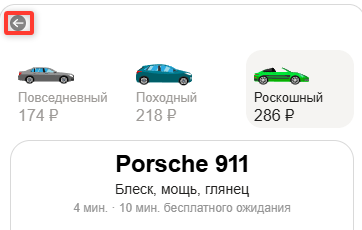 Повседневный Походный Роскошный
174 ₽ 218 ₽ 286 ₽
Porsche 911
Блеск, мощь, глянец
4 мин. · 10 мин. бесплатного ожидания